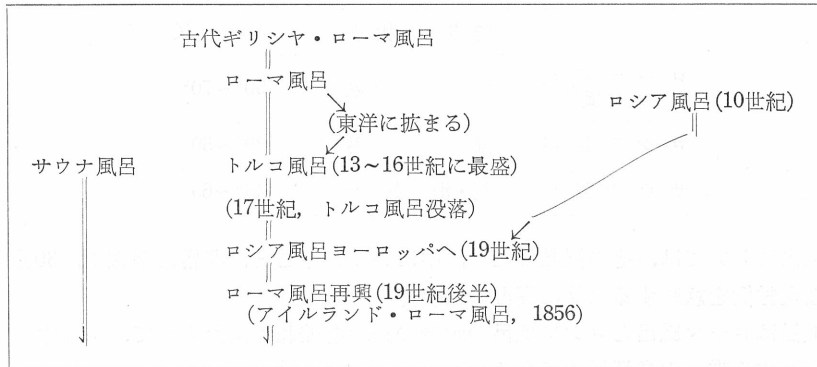 古代ギリシヤ・ローマ風呂
ローマ風呂
ロシア風呂(10世紀)
(東洋に拡まる)
サウナ風呂
トルコ風呂(13~16世紀に最盛)
(17世紀, トルコ風呂没落)
ロシア風呂ヨーロッパへ(19世紀)
ローマ風呂再興(19世紀後半)
(アイルランド・ローマ風呂, 1856)